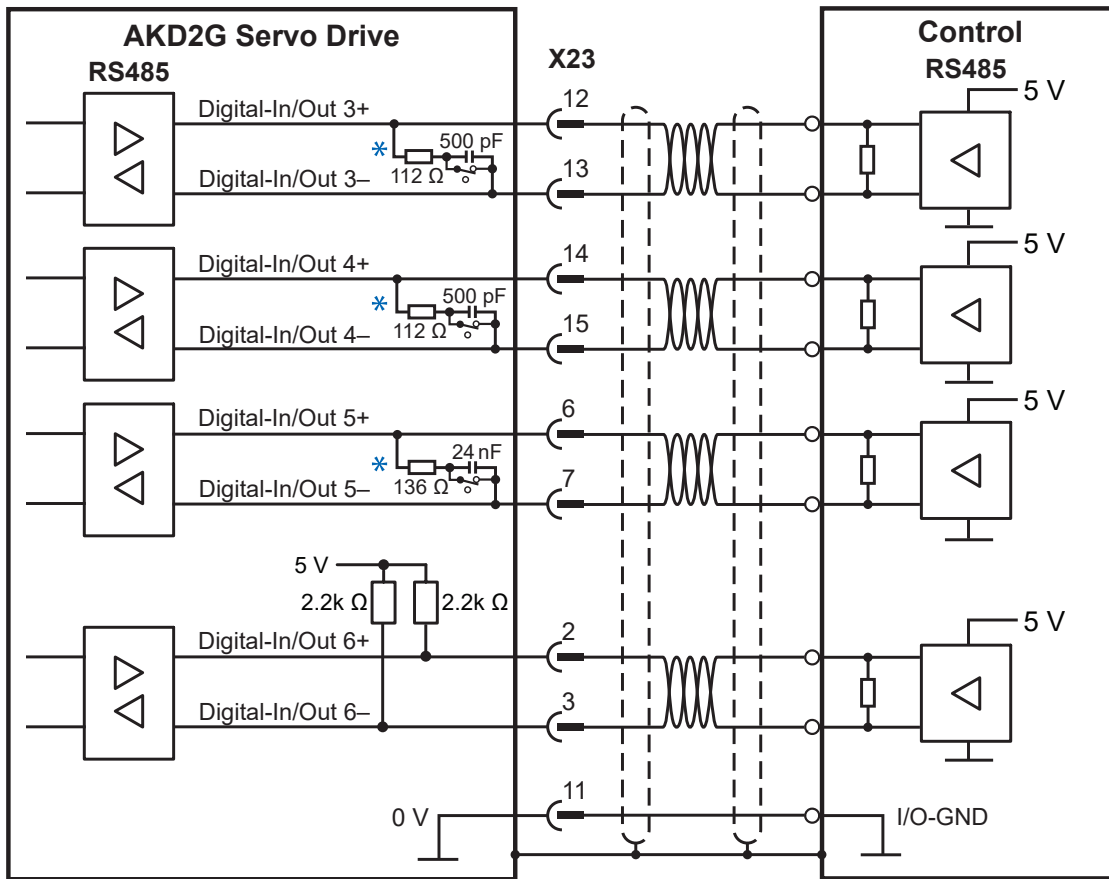 AKD2G Servo Drive
Control
RS485
X23
RS485
5 V
Digital-In/Out 3+
12
*
500 pF
112 Ω
Digital-In/Out 3–
13
5 V
Digital-In/Out 4+
14
*
500 pF
112 Ω
Digital-In/Out 4–
15
5 V
Digital-In/Out 5+
6
*
24 nF
136 Ω
Digital-In/Out 5–
7
5 V
2.2k Ω
2.2k Ω
5 V
Digital-In/Out 6+
2
Digital-In/Out 6–
3
11
0 V
I/O-GND